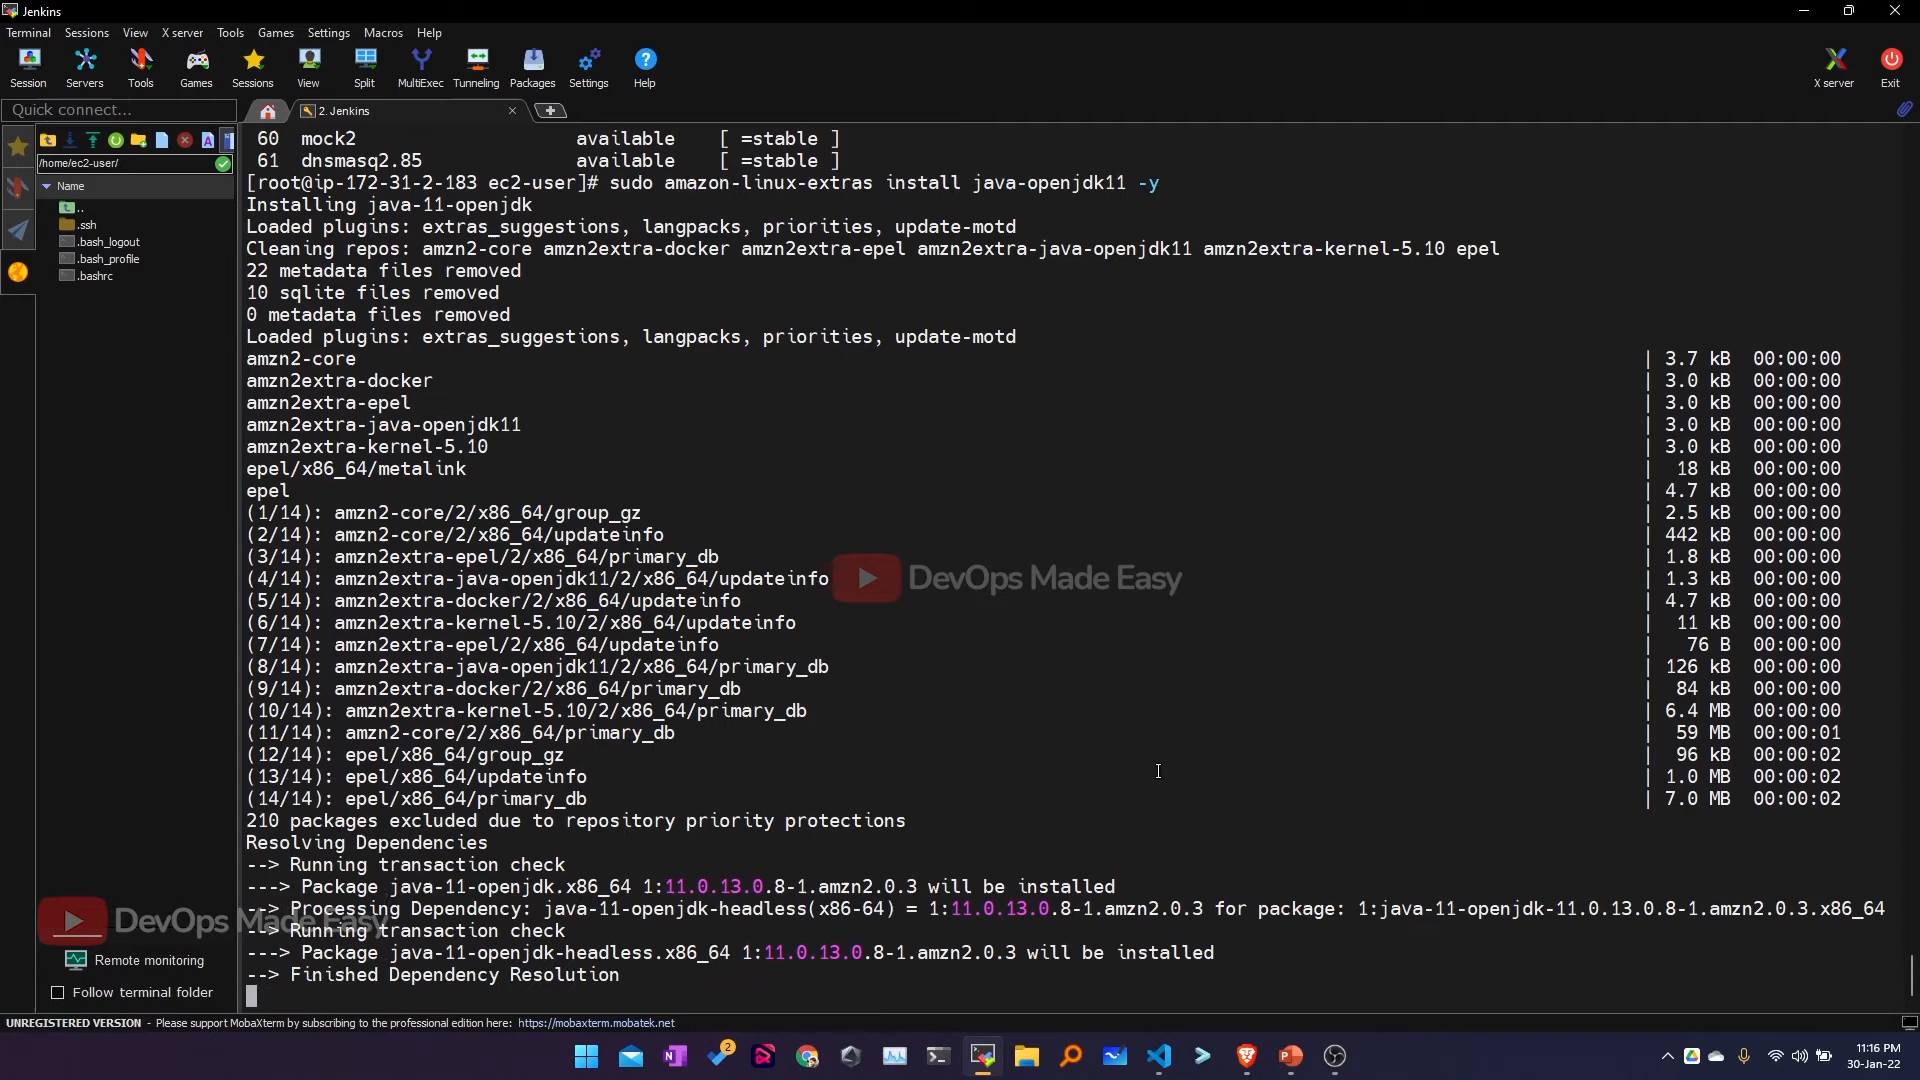 Jenkins
Terminal Sessions View X server Tools Games Settings Macros Help
Session Servers Tools Games Sessions View Split MultiExec Tunneling Packages Settings Help X server Exit
Quick connect...
2. Jenkins
/home/ec2-user/
Name
..
.ssh
.bash_logout
.bash_profile
.bashrc
60 mock2 available [ =stable ]
61 dnsmasq2.85 available [ =stable ]
[root@ip-172-31-2-183 ec2-user]# sudo amazon-linux-extras install java-openjdk11 -y
Installing java-11-openjdk
Loaded plugins: extras_suggestions, langpacks, priorities, update-motd
Cleaning repos: amzn2-core amzn2extra-docker amzn2extra-epel amzn2extra-java-openjdk11 amzn2extra-kernel-5.10 epel
22 metadata files removed
10 sqlite files removed
0 metadata files removed
Loaded plugins: extras_suggestions, langpacks, priorities, update-motd
amzn2-core | 3.7 kB 00:00:00
amzn2extra-docker | 3.0 kB 00:00:00
amzn2extra-epel | 3.0 kB 00:00:00
amzn2extra-java-openjdk11 | 3.0 kB 00:00:00
amzn2extra-kernel-5.10 | 3.0 kB 00:00:00
epel/x86_64/metalink | 18 kB 00:00:00
epel | 4.7 kB 00:00:00
(1/14): amzn2-core/2/x86_64/group_gz | 2.5 kB 00:00:00
(2/14): amzn2-core/2/x86_64/updateinfo | 442 kB 00:00:00
(3/14): amzn2extra-epel/2/x86_64/primary_db | 1.8 kB 00:00:00
(4/14): amzn2extra-java-openjdk11/2/x86_64/updateinfo | 1.3 kB 00:00:00
(5/14): amzn2extra-docker/2/x86_64/updateinfo | 4.7 kB 00:00:00
(6/14): amzn2extra-kernel-5.10/2/x86_64/updateinfo | 11 kB 00:00:00
(7/14): amzn2extra-epel/2/x86_64/updateinfo | 76 B 00:00:00
(8/14): amzn2extra-java-openjdk11/2/x86_64/primary_db | 126 kB 00:00:00
(9/14): amzn2extra-docker/2/x86_64/primary_db | 84 kB 00:00:00
(10/14): amzn2extra-kernel-5.10/2/x86_64/primary_db | 6.4 MB 00:00:00
(11/14): amzn2-core/2/x86_64/primary_db | 59 MB 00:00:01
(12/14): epel/x86_64/group_gz | 96 kB 00:00:02
(13/14): epel/x86_64/updateinfo | 1.0 MB 00:00:02
(14/14): epel/x86_64/primary_db | 7.0 MB 00:00:02
210 packages excluded due to repository priority protections
Resolving Dependencies
--> Running transaction check
---> Package java-11-openjdk.x86_64 1:11.0.13.0.8-1.amzn2.0.3 will be installed
--> Processing Dependency: java-11-openjdk-headless(x86-64) = 1:11.0.13.0.8-1.amzn2.0.3 for package: 1:java-11-openjdk-11.0.13.0.8-1.amzn2.0.3.x86_64
--> Running transaction check
---> Package java-11-openjdk-headless.x86_64 1:11.0.13.0.8-1.amzn2.0.3 will be installed
--> Finished Dependency Resolution
DevOps Made Easy
DevOps Made Easy
Remote monitoring
Follow terminal folder
UNREGISTERED VERSION - Please support MobaXterm by subscribing to the professional edition here: https://mobaxterm.mobatek.net
2
11:16 PM
30-Jan-22